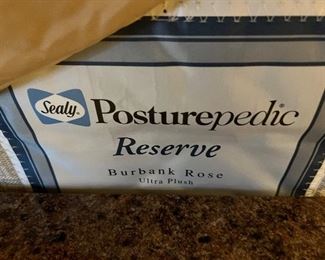 Sealy® Posturepedic®
Reserve
Burbank Rose
Ultra Plush